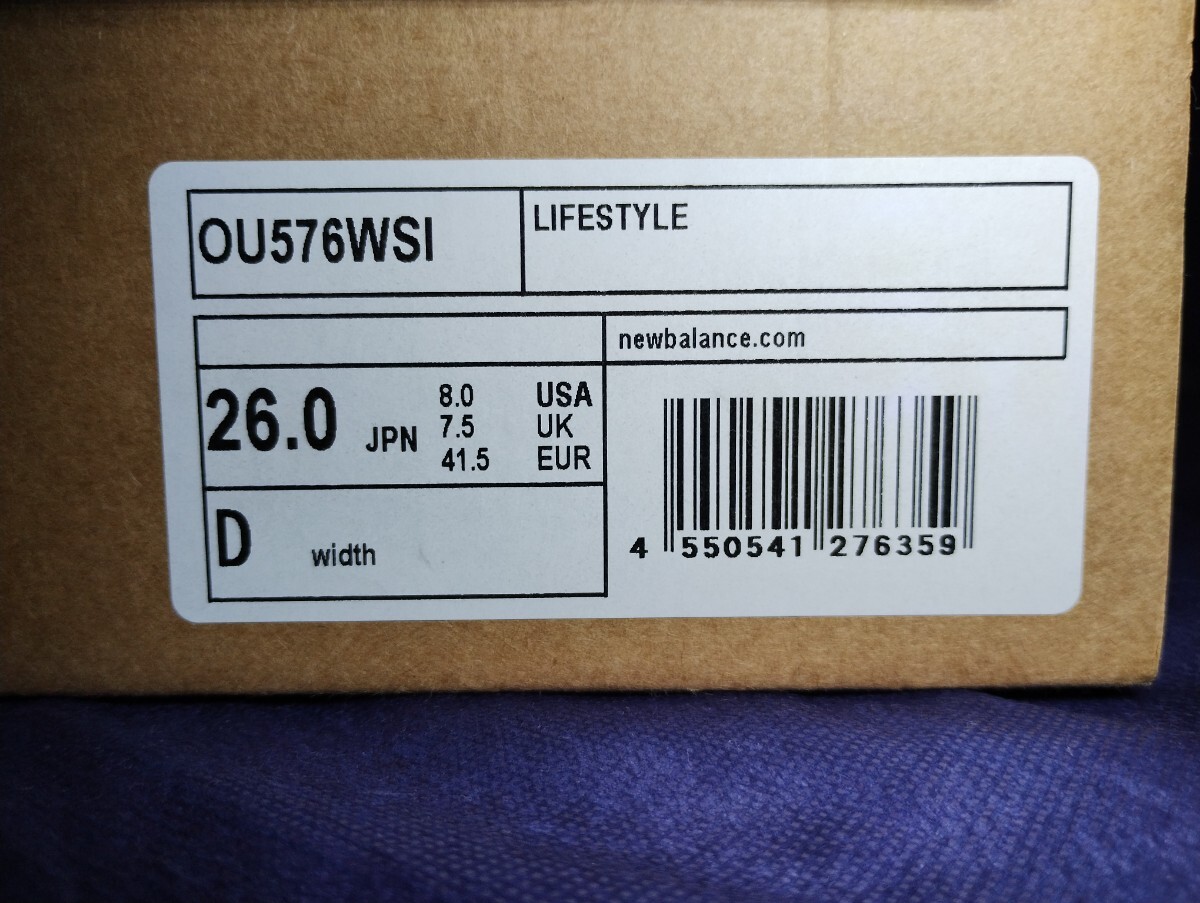 OU576WSI
LIFESTYLE
newbalance.com
26.0 JPN
8.0 USA
7.5 UK
41.5 EUR
D width
4 550541 276359